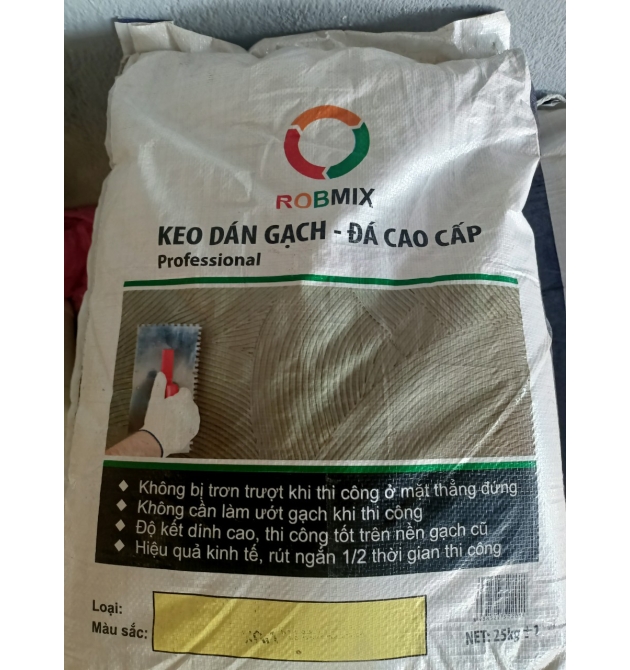 ROBMIX
KEO DÁN GẠCH - ĐÁ CAO CẤP
Professional
Không bị trơn trượt khi thi công ở mặt thẳng đứng
Không cần làm ướt gạch khi thi công
Độ kết dính cao, thi công tốt trên nền gạch cũ
Hiệu quả kinh tế, rút ngắn 1/2 thời gian thi công
Loại:
Màu sắc:
NET: 25kg ±